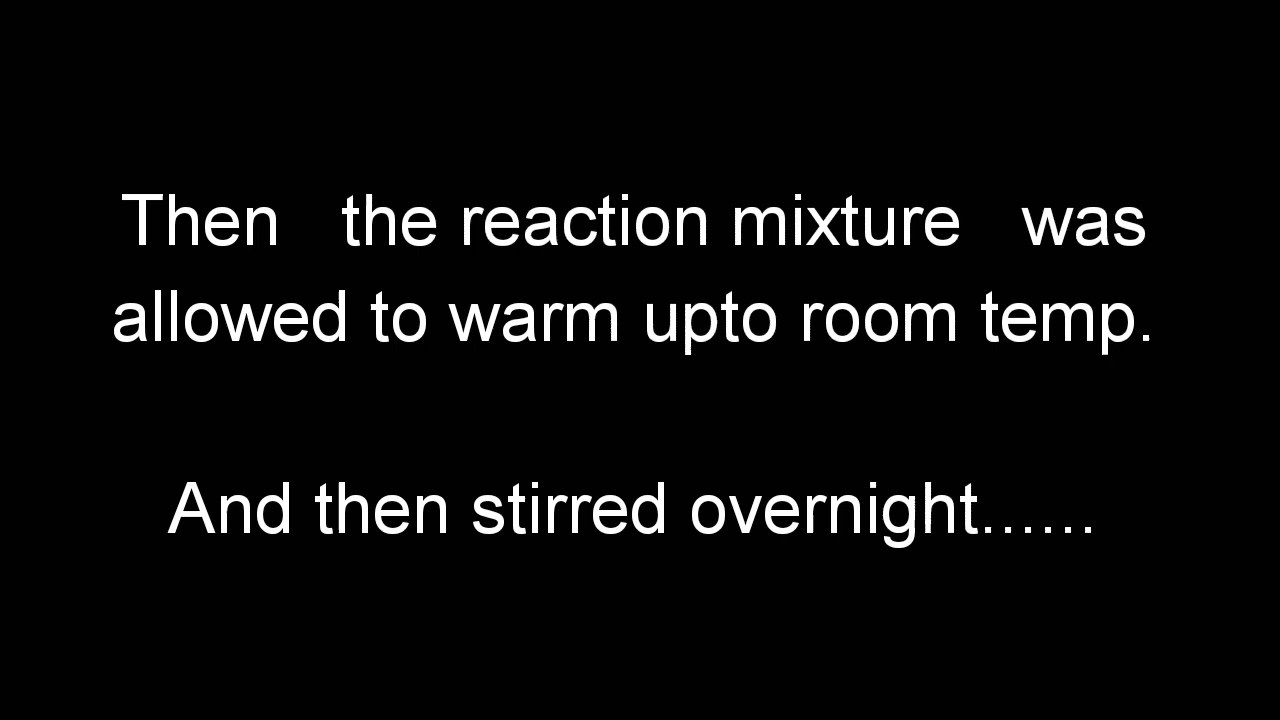 Then the reaction mixture was
allowed to warm upto room temp.
And then stirred overnight......